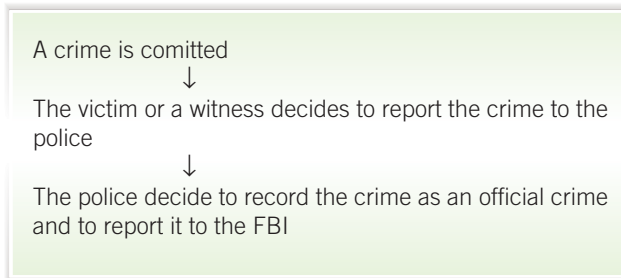 A crime is comitted
↓
The victim or a witness decides to report the crime to the
police
↓
The police decide to record the crime as an official crime
and to report it to the FBI